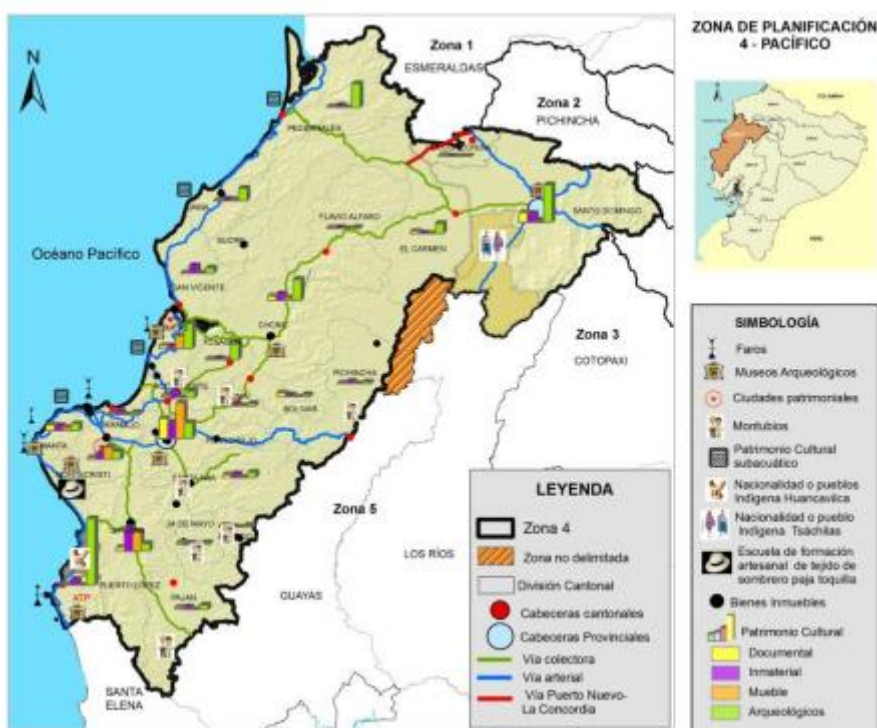 ZONA DE PLANIFICACIÓN
4 - PACÍFICO
N
Zona 1
ESMERALDAS
Zona 2
PICHINCHA
PEDERNALES
SANTO DOMINGO
FLAVIO ALFARO
EL CARMEN
SUCRE
Océano Pacífico
SAN VICENTE
CHONE
Zona 3
COTOPAXI
PICHINCHA
BOLIVAR
MANTA
24 DE MAYO
Zona 5
LOS RÍOS
GUAYAS
PUERTO LOPEZ
PAJAN
ATP
SANTA
ELENA
LEYENDA
Zona 4
Zona no delimitada
División Cantonal
Cabeceras cantonales
Cabeceras Provinciales
Vía colectora
Vía arterial
Vía Puerto Nuevo-
La Concordia
SIMBOLOGÍA
Faros
Museos Arqueológicos
Ciudades patrimoniales
Montubios
Patrimonio Cultural
subacuático
Nacionalidad o pueblos
Indígena Huancavilca
Nacionalidad o pueblo
Indígena Tsáchilas
Escuela de formación
artesanal de tejido de
sombrero paja toquilla
Bienes Inmuebles
Patrimonio Cultural
Documental
Inmaterial
Mueble
Arqueológicos